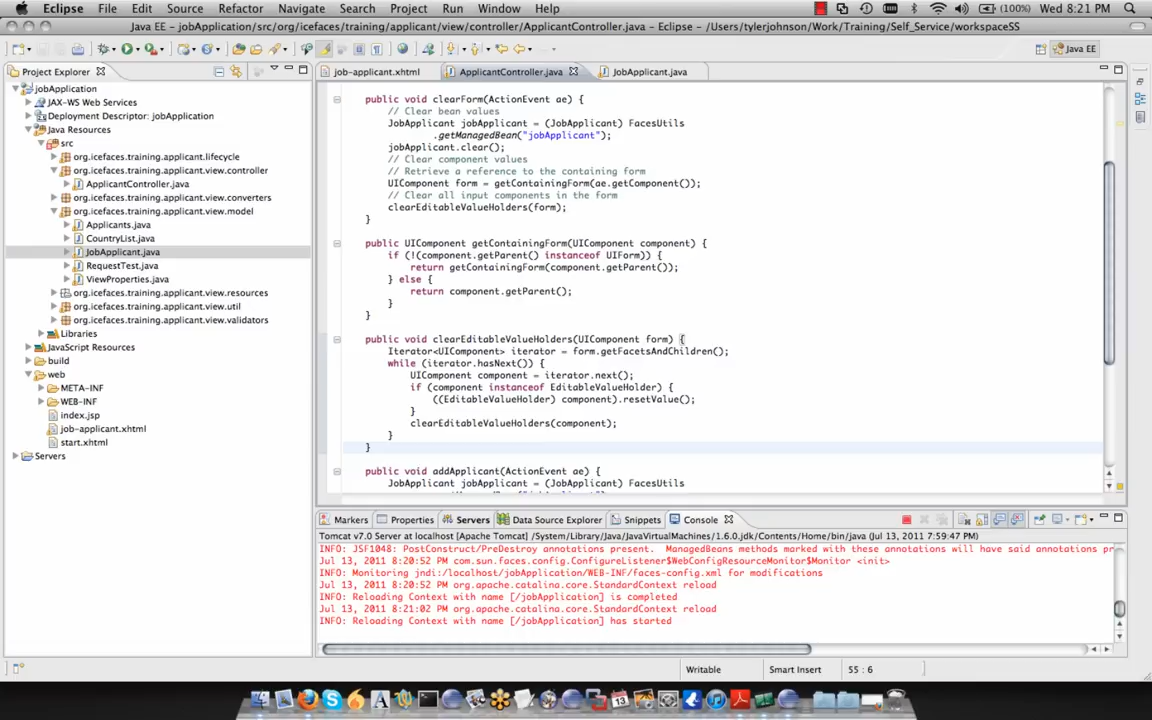 Eclipse File Edit Source Refactor Navigate Search Project Run Window Help (100%) Wed 8:21 PM
Java EE - jobApplication/src/org/icefaces/training/applicant/view/controller/ApplicantController.java - Eclipse - /Users/tylerjohnson/Work/Training/Self_Service/workspaceSS
Java EE
Project Explorer
jobApplication
JAX-WS Web Services
Deployment Descriptor: jobApplication
Java Resources
src
org.icefaces.training.applicant.lifecycle
org.icefaces.training.applicant.view.controller
ApplicantController.java
org.icefaces.training.applicant.view.converters
org.icefaces.training.applicant.view.model
Applicants.java
CountryList.java
JobApplicant.java
RequestTest.java
ViewProperties.java
org.icefaces.training.applicant.view.resources
org.icefaces.training.applicant.view.util
org.icefaces.training.applicant.view.validators
Libraries
JavaScript Resources
build
web
META-INF
WEB-INF
index.jsp
job-applicant.xhtml
start.xhtml
Servers
job-applicant.xhtml ApplicantController.java JobApplicant.java
public void clearForm(ActionEvent ae) {
// Clear bean values
JobApplicant jobApplicant = (JobApplicant) FacesUtils
.getManagedBean("jobApplicant");
jobApplicant.clear();
// Clear component values
// Retrieve a reference to the containing form
UIComponent form = getContainingForm(ae.getComponent());
// Clear all input components in the form
clearEditableValueHolders(form);
}
public UIComponent getContainingForm(UIComponent component) {
if (!(component.getParent() instanceof UIForm)) {
return getContainingForm(component.getParent());
} else {
return component.getParent();
}
}
public void clearEditableValueHolders(UIComponent form) {
Iterator<UIComponent> iterator = form.getFacetsAndChildren();
while (iterator.hasNext()) {
UIComponent component = iterator.next();
if (component instanceof EditableValueHolder) {
((EditableValueHolder) component).resetValue();
}
clearEditableValueHolders(component);
}
}
public void addApplicant(ActionEvent ae) {
JobApplicant jobApplicant = (JobApplicant) FacesUtils
Markers Properties Servers Data Source Explorer Snippets Console
Tomcat v7.0 Server at localhost [Apache Tomcat] /System/Library/Java/JavaVirtualMachines/1.6.0.jdk/Contents/Home/bin/java (Jul 13, 2011 7:59:47 PM)
INFO: JSF1048: PostConstruct/PreDestroy annotations present. ManagedBeans methods marked with these annotations will have said annotations pr
Jul 13, 2011 8:20:52 PM com.sun.faces.config.ConfigureListener$WebConfigResourceMonitor$Monitor <init>
INFO: Monitoring jndi:/localhost/jobApplication/WEB-INF/faces-config.xml for modifications
Jul 13, 2011 8:20:52 PM org.apache.catalina.core.StandardContext reload
INFO: Reloading Context with name [/jobApplication] is completed
Jul 13, 2011 8:21:02 PM org.apache.catalina.core.StandardContext reload
INFO: Reloading Context with name [/jobApplication] has started
Writable Smart Insert 55 : 6
13